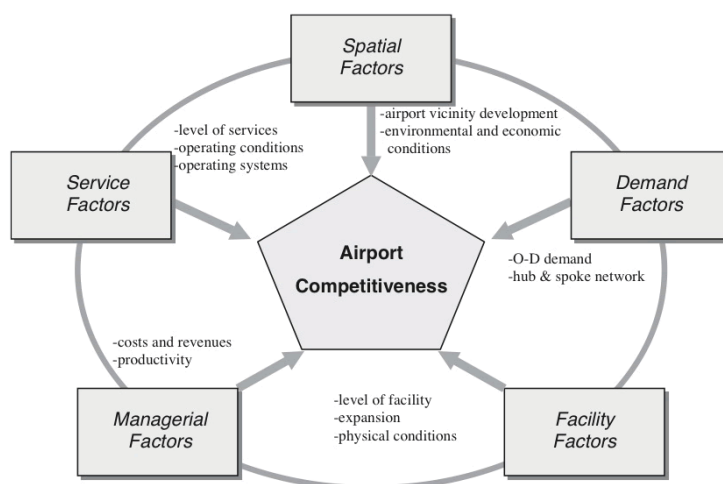 Spatial
Factors
-airport vicinity development
-environmental and economic
conditions
-level of services
-operating conditions
-operating systems
Service
Factors
Demand
Factors
-O-D demand
-hub & spoke network
Airport
Competitiveness
-costs and revenues
-productivity
Managerial
Factors
-level of facility
-expansion
-physical conditions
Facility
Factors